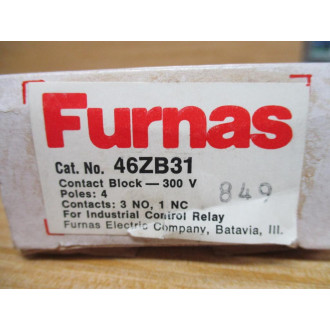 Furnas
Cat. No. 46ZB31
Contact Block — 300 V
Poles: 4
Contacts: 3 NO, 1 NC
For Industrial Control Relay
Furnas Electric Company, Batavia, Ill.
849